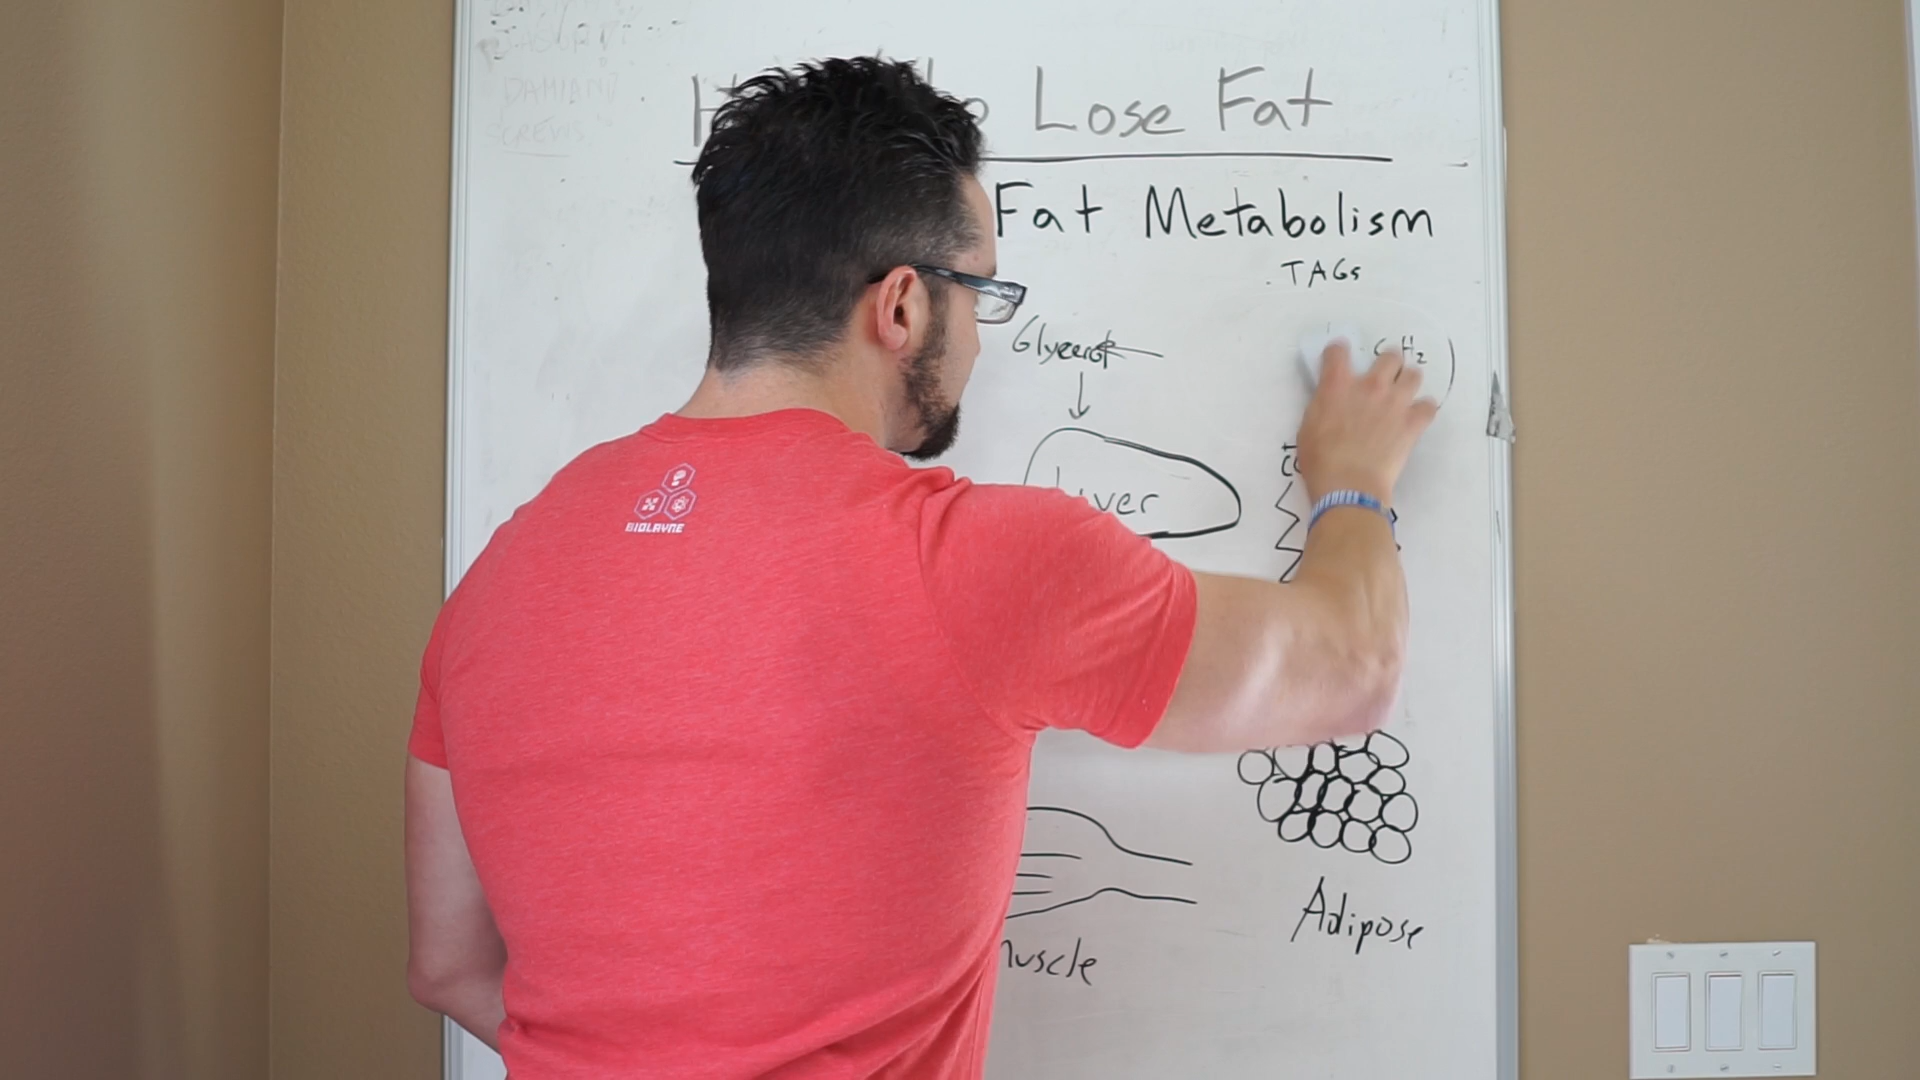 DAMIANO
SCREWS
Lose Fat
Fat Metabolism
TAGs
Glycerol
CH2
Liver
BIOLAYNE
Muscle
Adipose